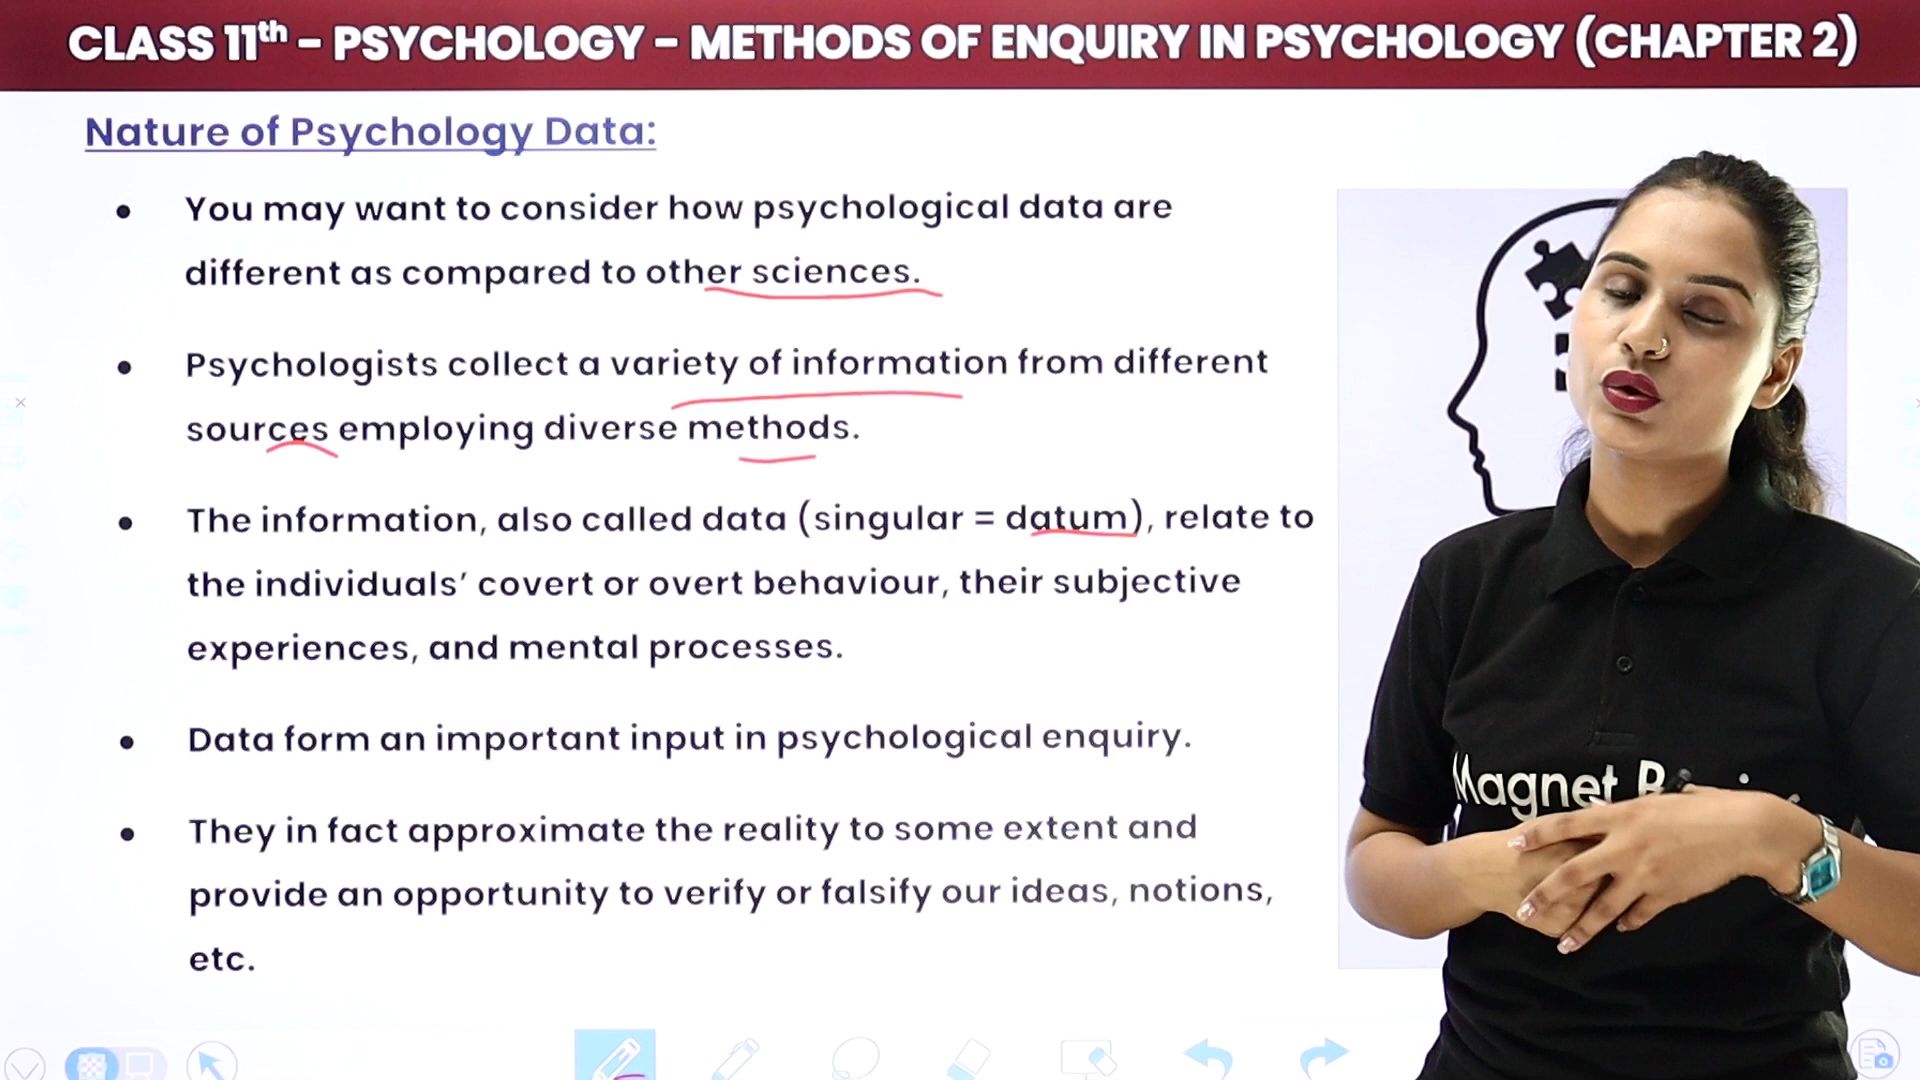 CLASS 11th – PSYCHOLOGY – METHODS OF ENQUIRY IN PSYCHOLOGY (CHAPTER 2)
Nature of Psychology Data:
• You may want to consider how psychological data are
different as compared to other sciences.
• Psychologists collect a variety of information from different
sources employing diverse methods.
• The information, also called data (singular = datum), relate to
the individuals’ covert or overt behaviour, their subjective
experiences, and mental processes.
• Data form an important input in psychological enquiry.
• They in fact approximate the reality to some extent and
provide an opportunity to verify or falsify our ideas, notions,
etc.
Magnet